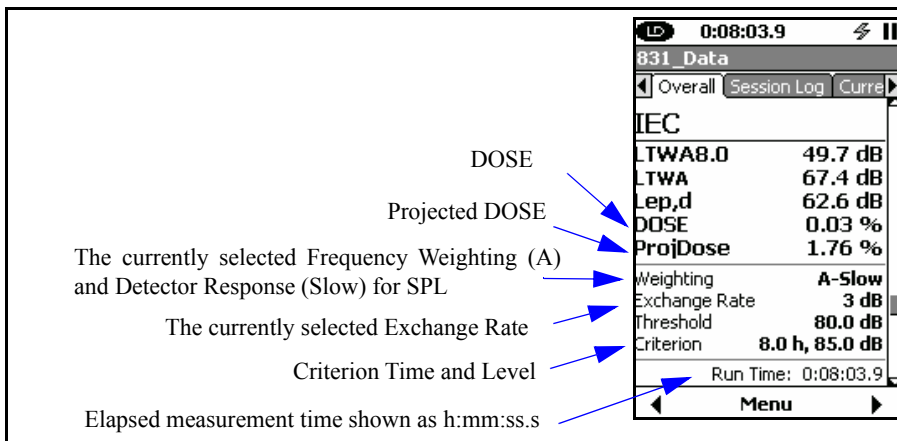 DOSE
Projected DOSE
The currently selected Frequency Weighting (A)
and Detector Response (Slow) for SPL
The currently selected Exchange Rate
Criterion Time and Level
Elapsed measurement time shown as h:mm:ss.s
LD 0:08:03.9
831_Data
Overall Session Log Curre
IEC
LTWA8.0 49.7 dB
LTWA 67.4 dB
Lep,d 62.6 dB
DOSE 0.03 %
ProjDose 1.76 %
Weighting A-Slow
Exchange Rate 3 dB
Threshold 80.0 dB
Criterion 8.0 h, 85.0 dB
Run Time: 0:08:03.9
Menu